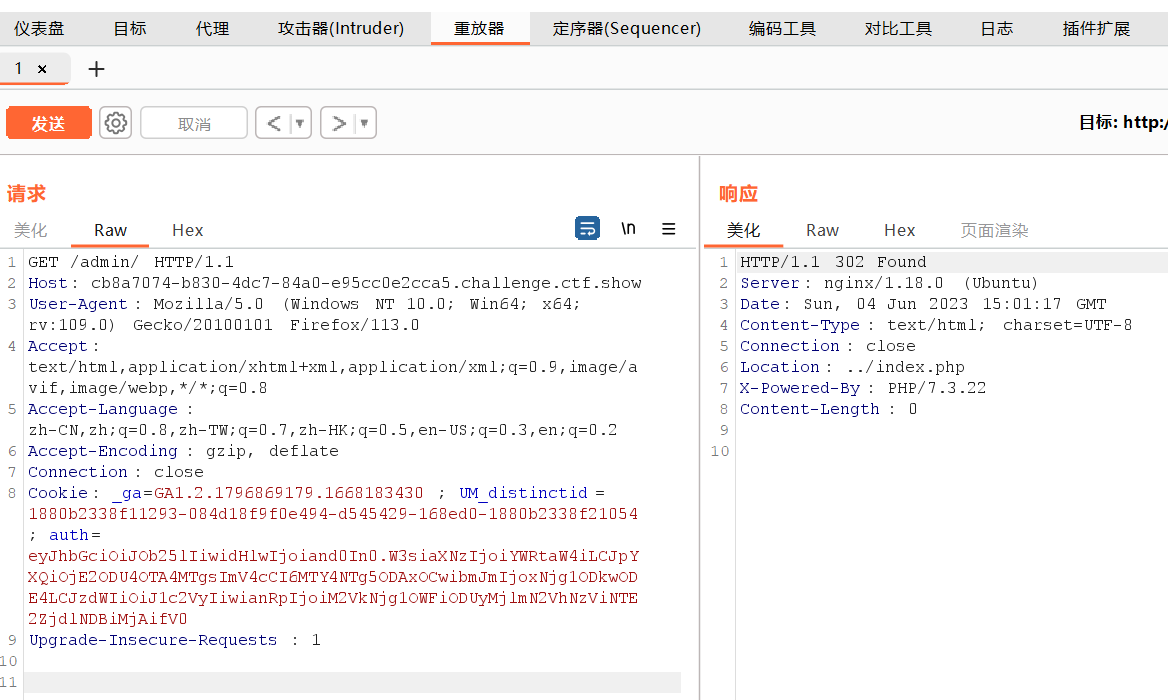 仪表盘 目标 代理 攻击器(Intruder) 重放器 定序器(Sequencer) 编码工具 对比工具 日志 插件扩展
1 × +
发送 取消 < ▼ > ▼ 目标: http:/
请求
美化 Raw Hex \n ≡
1 GET /admin/ HTTP/1.1
2 Host: cb8a7074-b830-4dc7-84a0-e95cc0e2cca5.challenge.ctf.show
3 User-Agent: Mozilla/5.0 (Windows NT 10.0; Win64; x64;
rv:109.0) Gecko/20100101 Firefox/113.0
4 Accept:
text/html,application/xhtml+xml,application/xml;q=0.9,image/a
vif,image/webp,*/*;q=0.8
5 Accept-Language:
zh-CN,zh;q=0.8,zh-TW;q=0.7,zh-HK;q=0.5,en-US;q=0.3,en;q=0.2
6 Accept-Encoding: gzip, deflate
7 Connection: close
8 Cookie: _ga=GA1.2.1796869179.1668183430; UM_distinctid=
1880b2338f11293-084d18f9f0e494-d545429-168ed0-1880b2338f21054
; auth=
eyJhbGciOiJOb25lIiwidHlwIjoiand0In0.W3siaXNzIjoiYWRtaW4iLCJpY
XQiOjE2ODU4OTA4MTgsImV4cCI6MTY4NTg5ODAxOCwibmJmIjoxNjg1ODkwOD
E4LCJzdWIiOiJ1c2VyIiwianRpIjoiM2VkNjg1OWFiODUyMjlmN2VhNzViNTE
2ZjdlNDBiMjAifV0
9 Upgrade-Insecure-Requests: 1
10
11
响应
美化 Raw Hex 页面渲染
1 HTTP/1.1 302 Found
2 Server: nginx/1.18.0 (Ubuntu)
3 Date: Sun, 04 Jun 2023 15:01:17 GMT
4 Content-Type: text/html; charset=UTF-8
5 Connection: close
6 Location: ../index.php
7 X-Powered-By: PHP/7.3.22
8 Content-Length: 0
9
10